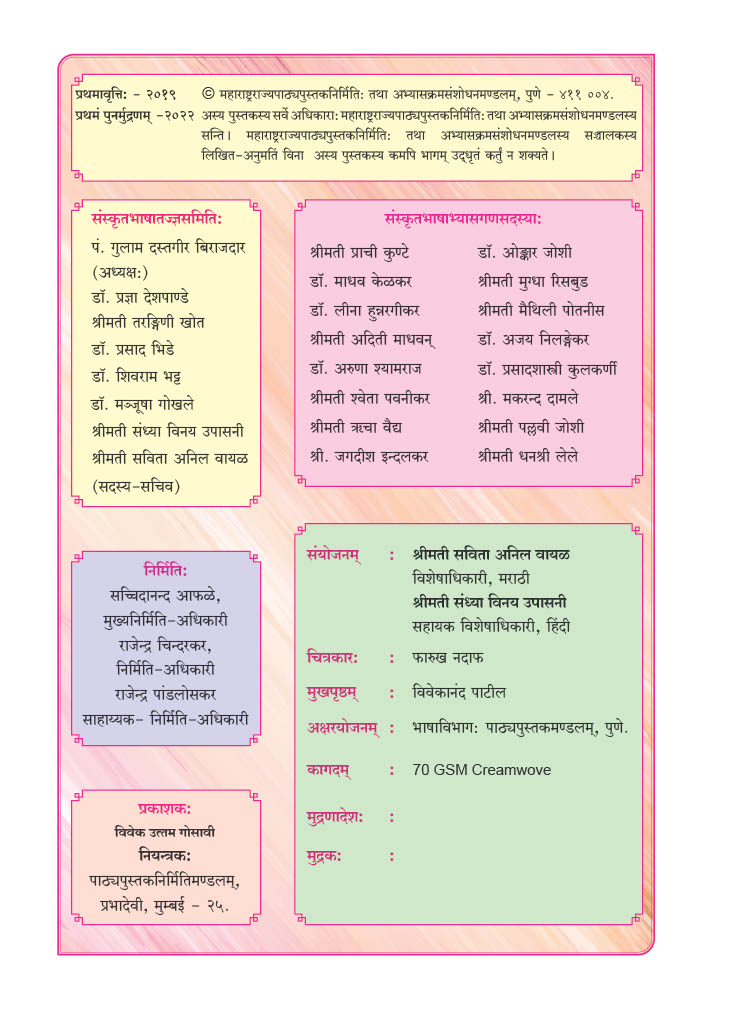 प्रथमावृत्ति: - २०१९ © महाराष्ट्रराज्यपाठ्यपुस्तकनिर्मिति: तथा अभ्यासक्रमसंशोधनमण्डलम्, पुणे - ४११ ००४.
प्रथमं पुनर्मुद्रणम् -२०२२ अस्य पुस्तकस्य सर्वे अधिकारा: महाराष्ट्रराज्यपाठ्यपुस्तकनिर्मिति: तथा अभ्यासक्रमसंशोधनमण्डलस्य
सन्ति। महाराष्ट्रराज्यपाठ्यपुस्तकनिर्मिति: तथा अभ्यासक्रमसंशोधनमण्डलस्य सञ्चालकस्य
लिखित-अनुमतिं विना अस्य पुस्तकस्य कमपि भागम् उद्धृतं कर्तुं न शक्यते।
संस्कृतभाषातज्ज्ञसमिति:
पं. गुलाम दस्तगीर बिराजदार
(अध्यक्ष:)
डॉ. प्रज्ञा देशपाण्डे
श्रीमती तरङ्गिणी खोत
डॉ. प्रसाद भिडे
डॉ. शिवराम भट्ट
डॉ. मञ्जूषा गोखले
श्रीमती संध्या विनय उपासनी
श्रीमती सविता अनिल वायळ
(सदस्य-सचिव)
संस्कृतभाषाभ्यासगणसदस्या:
श्रीमती प्राची कुण्टे
डॉ. माधव केळकर
डॉ. लीना हुन्नरगीकर
श्रीमती अदिती माधवन्
डॉ. अरुणा श्यामराज
श्रीमती श्वेता पवनीकर
श्रीमती ऋचा वैद्य
श्री. जगदीश इन्दलकर
डॉ. ओङ्कार जोशी
श्रीमती मुग्धा रिसबुड
श्रीमती मैथिली पोतनीस
डॉ. अजय निलङ्गेकर
डॉ. प्रसादशास्त्री कुलकर्णी
श्री. मकरन्द दामले
श्रीमती पल्लवी जोशी
श्रीमती धनश्री लेले
निर्मिति:
सच्चिदानन्द आफळे,
मुख्यनिर्मिति-अधिकारी
राजेन्द्र चिन्दरकर,
निर्मिति-अधिकारी
राजेन्द्र पांडलोसकर
साहाय्यक- निर्मिति-अधिकारी
प्रकाशक:
विवेक उत्तम गोसावी
नियन्त्रक:
पाठ्यपुस्तकनिर्मितिमण्डलम्,
प्रभादेवी, मुम्बई - २५.
संयोजनम् : श्रीमती सविता अनिल वायळ
विशेषाधिकारी, मराठी
श्रीमती संध्या विनय उपासनी
सहायक विशेषाधिकारी, हिंदी
चित्रकार: : फारुख नदाफ
मुखपृष्ठम् : विवेकानंद पाटील
अक्षरयोजनम् : भाषाविभाग: पाठ्यपुस्तकमण्डलम्, पुणे.
कागदम् : 70 GSM Creamwove
मुद्रणादेश: :
मुद्रक: :